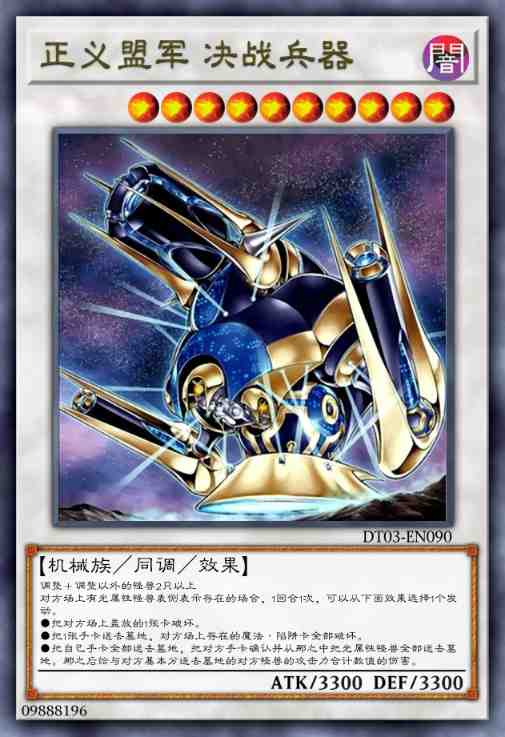 正义盟军 决战兵器
闇
DT03-EN090
【机械族／同调／效果】
调整＋调整以外的怪兽2只以上
对方场上有光属性怪兽表侧表示存在的场合，1回合1次，可以从下面效果选择1个发
动。
●把对方场上盖放的1张卡破坏。
●把1张手卡送去墓地，对方场上存在的魔法·陷阱卡全部破坏。
●把自己手卡全部送去墓地，把对方手卡确认并从那之中把光属性怪兽全部送去墓
地，那之后给与对方基本分送去墓地的对方怪兽的攻击力合计数值的伤害。
ATK/3300 DEF/3300
09888196